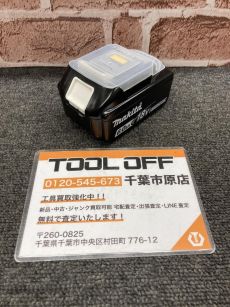 makita
18V
TOOL OFF
0120-545-673 千葉市原店
工具買取強化中！！
新品・中古・ジャンク買取可能 宅配査定・出張査定・LINE査定
無料で査定いたします！
〒260-0825
千葉県千葉市中央区村田町 776-12